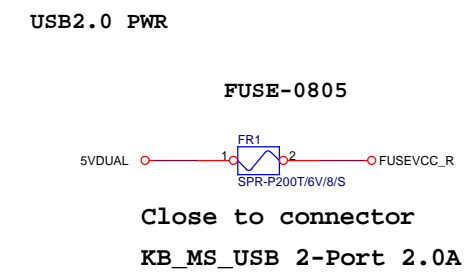 USB2.0 PWR
FUSE-0805
FR1
5VDUAL 1 2 FUSEVCC_R
SPR-P200T/6V/8/S
Close to connector
KB_MS_USB 2-Port 2.0A